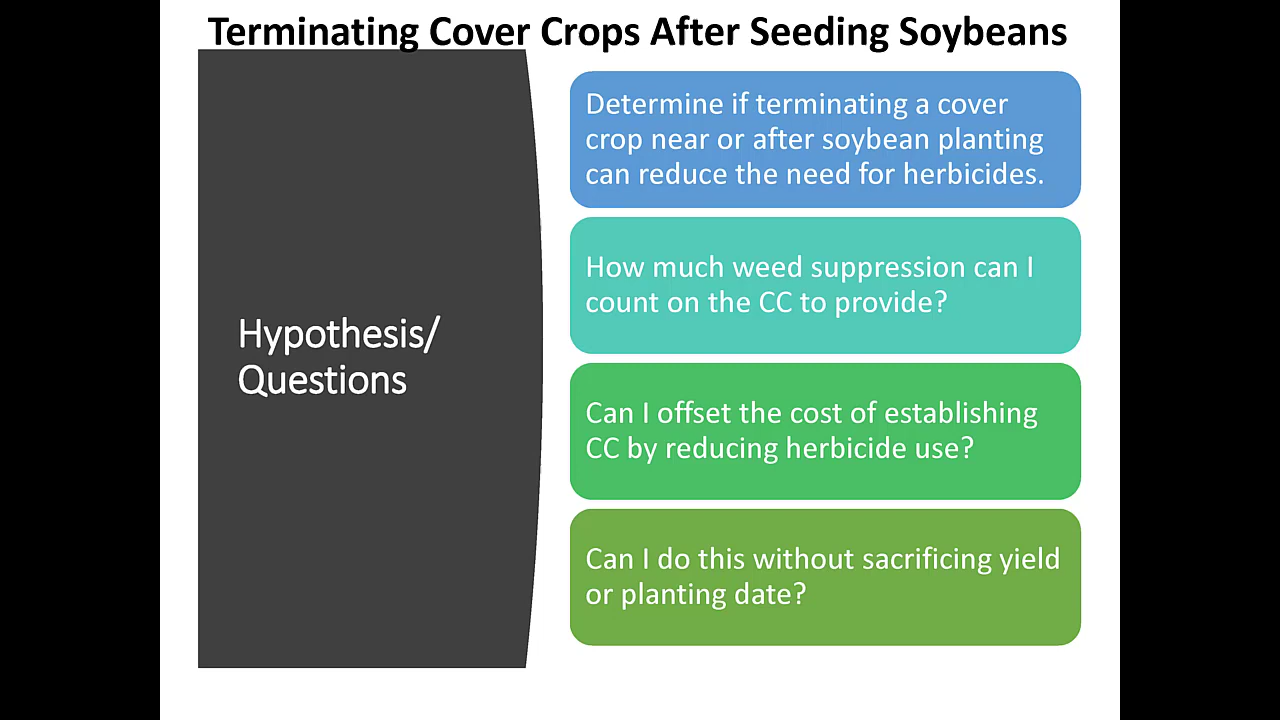 Terminating Cover Crops After Seeding Soybeans
Hypothesis/
Questions
Determine if terminating a cover
crop near or after soybean planting
can reduce the need for herbicides.
How much weed suppression can I
count on the CC to provide?
Can I offset the cost of establishing
CC by reducing herbicide use?
Can I do this without sacrificing yield
or planting date?